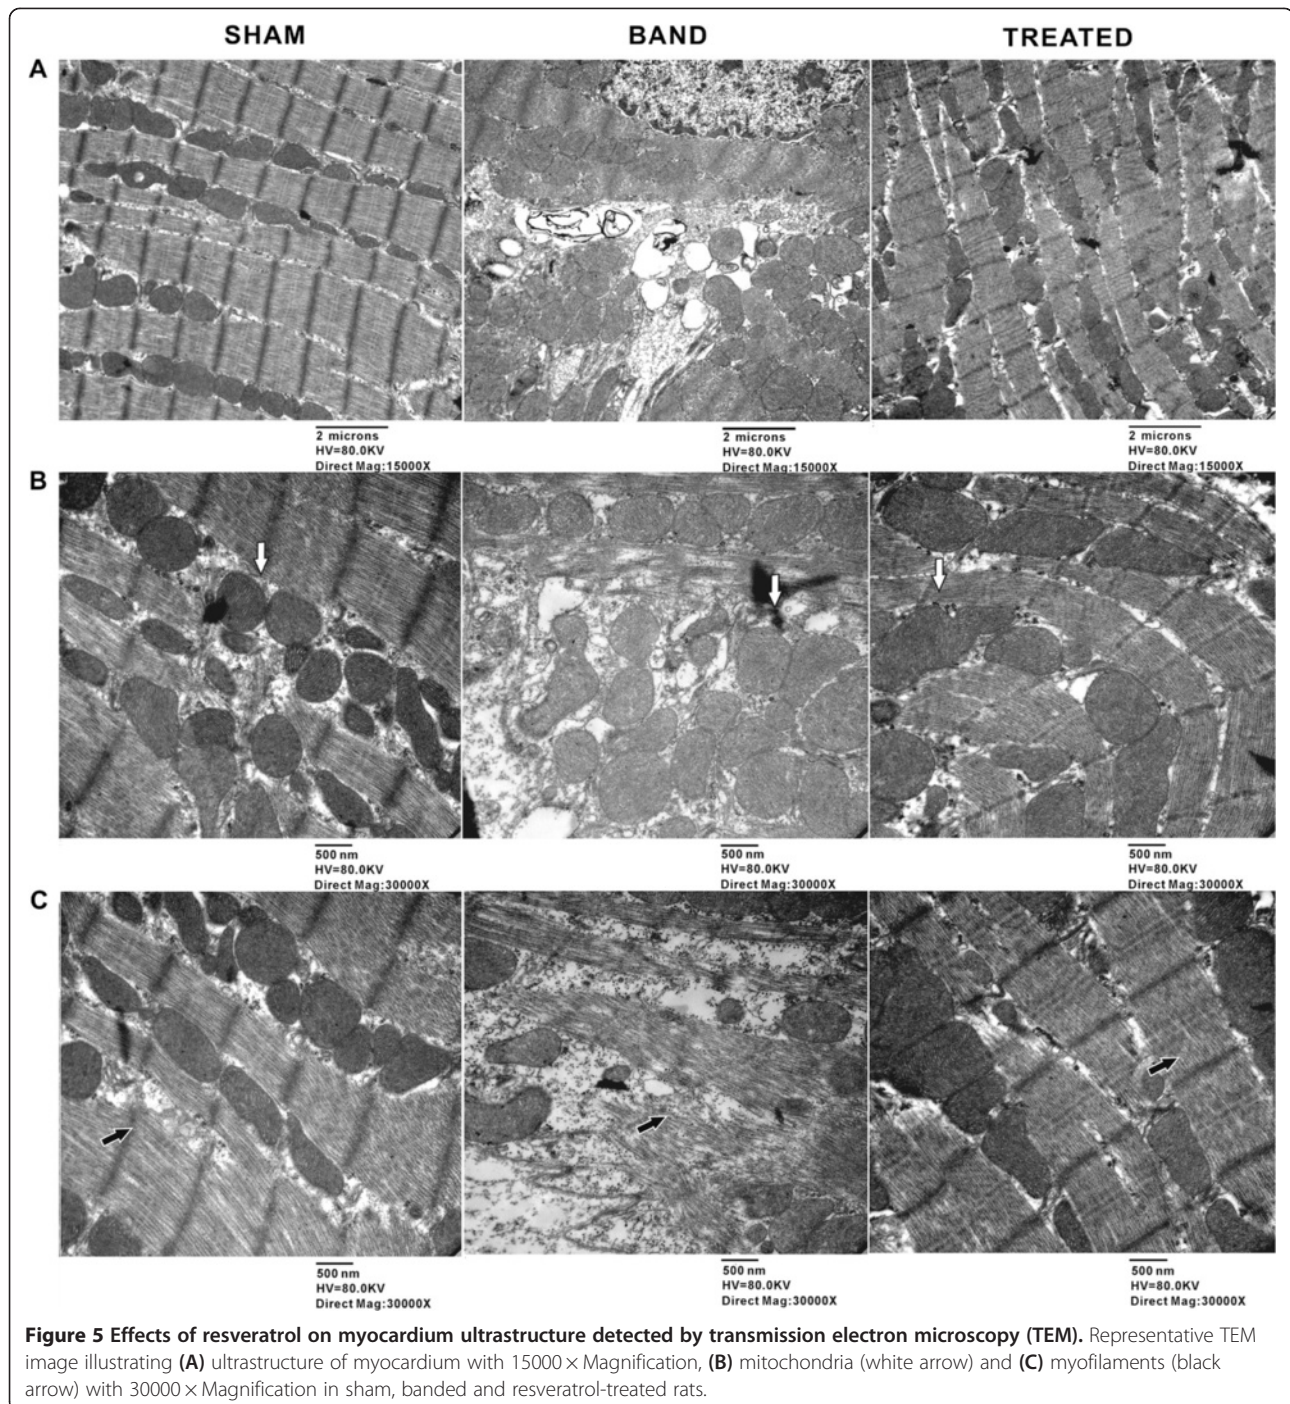 SHAM BAND TREATED
A
2 microns 2 microns 2 microns
HV=80.0KV HV=80.0KV HV=80.0KV
Direct Mag:15000X Direct Mag:15000X Direct Mag:15000X
B
500 nm 500 nm 500 nm
HV=80.0KV HV=80.0KV HV=80.0KV
Direct Mag:30000X Direct Mag:30000X Direct Mag:30000X
C
500 nm 500 nm 500 nm
HV=80.0KV HV=80.0KV HV=80.0KV
Direct Mag:30000X Direct Mag:30000X Direct Mag:30000X
Figure 5 Effects of resveratrol on myocardium ultrastructure detected by transmission electron microscopy (TEM). Representative TEM
image illustrating (A) ultrastructure of myocardium with 15000 × Magnification, (B) mitochondria (white arrow) and (C) myofilaments (black
arrow) with 30000 × Magnification in sham, banded and resveratrol-treated rats.